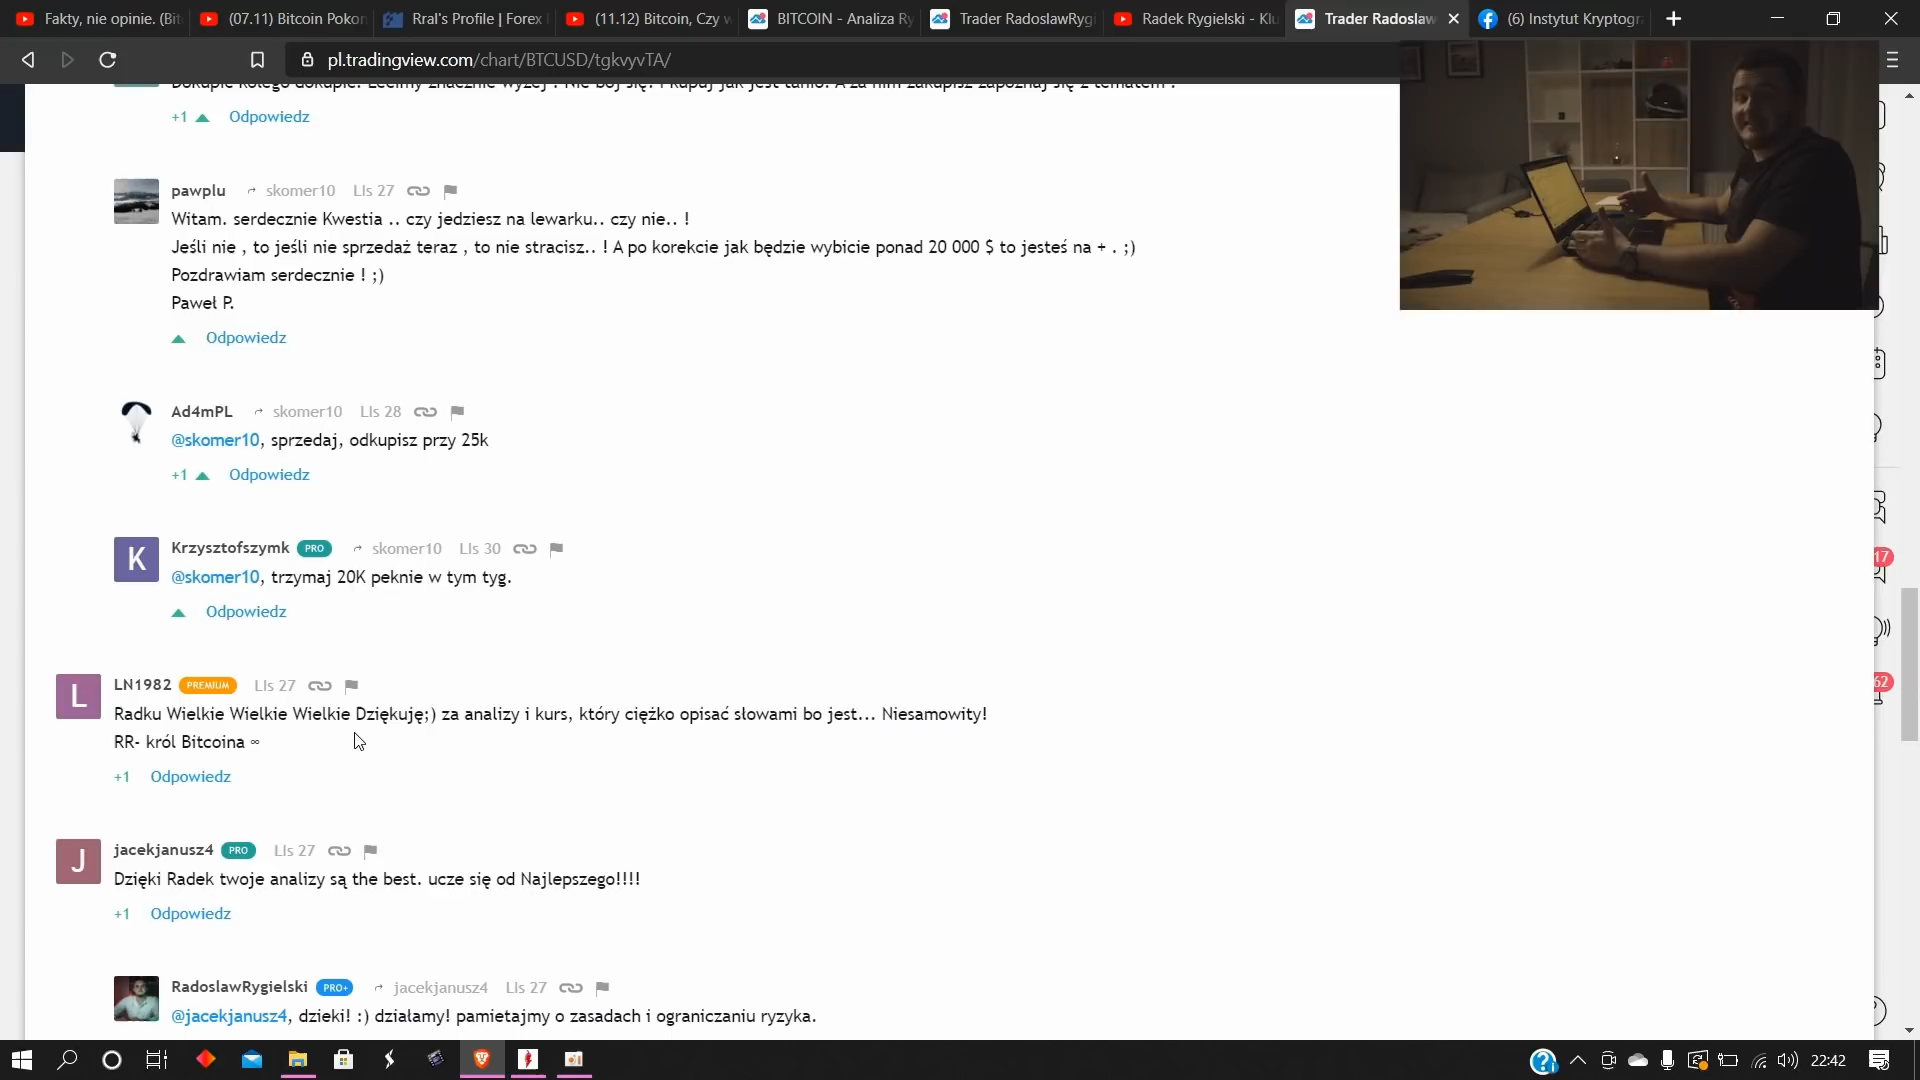 Fakty, nie opinie. (Bit
(07.11) Bitcoin Pokon
Rral's Profile | Forex
(11.12) Bitcoin, Czy w
BITCOIN - Analiza Ry
Trader RadoslawRygi
Radek Rygielski - Klu
Trader Radoslaw
(6) Instytut Kryptogr
pl.tradingview.com/chart/BTCUSD/tgkvyvTA/
+1 Odpowiedz
pawplu skomer10 Lis 27
Witam. serdecznie Kwestia .. czy jedziesz na lewarku.. czy nie.. !
Jeśli nie , to jeśli nie sprzedaż teraz , to nie stracisz.. ! A po korekcie jak będzie wybicie ponad 20 000 $ to jesteś na + . ;)
Pozdrawiam serdecznie ! ;)
Paweł P.
Odpowiedz
Ad4mPL skomer10 Lis 28
@skomer10, sprzedaj, odkupisz przy 25k
+1 Odpowiedz
K
Krzysztofszymk PRO skomer10 Lis 30
@skomer10, trzymaj 20K peknie w tym tyg.
Odpowiedz
L
LN1982 PREMIUM Lis 27
Radku Wielkie Wielkie Wielkie Dziękuję;) za analizy i kurs, który ciężko opisać słowami bo jest... Niesamowity!
RR- król Bitcoina ∞
+1 Odpowiedz
J
jacekjanusz4 PRO Lis 27
Dzięki Radek twoje analizy są the best. ucze się od Najlepszego!!!!
+1 Odpowiedz
RadoslawRygielski PRO+ jacekjanusz4 Lis 27
@jacekjanusz4, dzieki! :) działamy! pamietajmy o zasadach i ograniczaniu ryzyka.
17
62
22:42